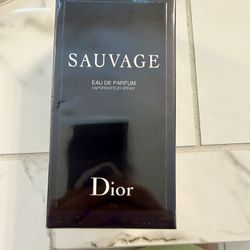 SAUVAGE
EAU DE PARFUM
VAPORISATEUR SPRAY
Dior